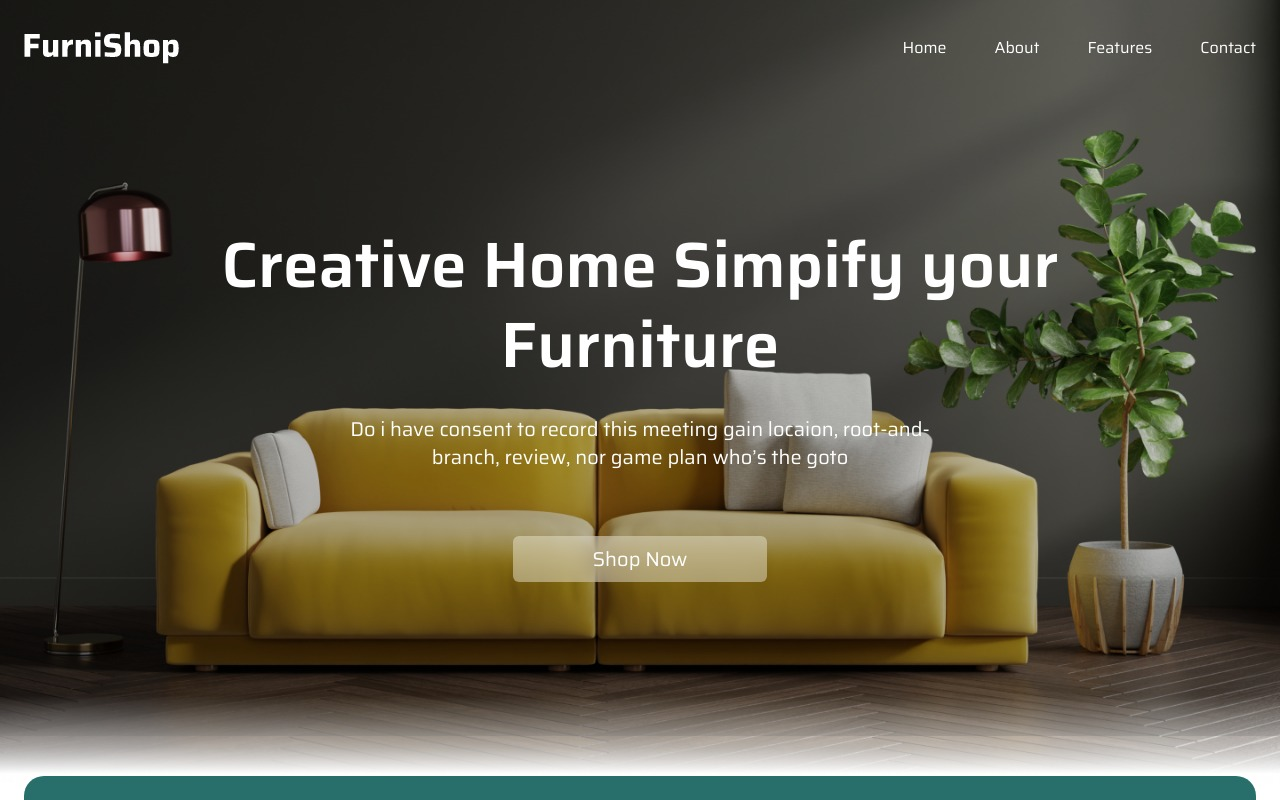 FurniShop
Home About Features Contact
Creative Home Simpify your
Furniture
Do i have consent to record this meeting gain locaion, root-and-
branch, review, nor game plan who's the goto
Shop Now